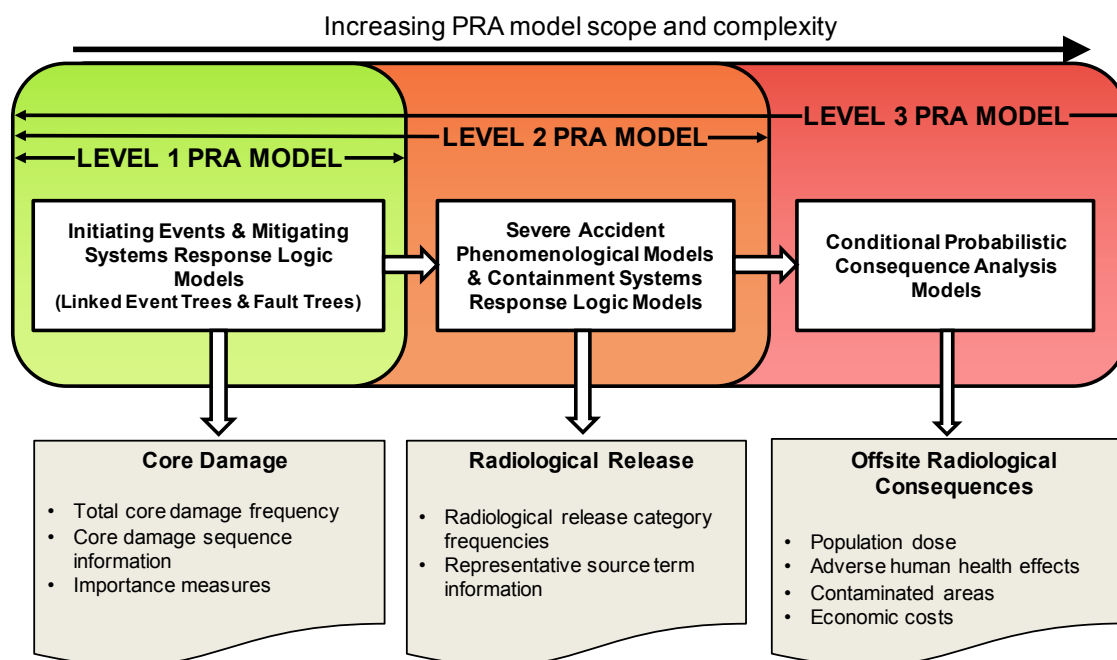 Increasing PRA model scope and complexity
LEVEL 3 PRA MODEL
LEVEL 2 PRA MODEL
LEVEL 1 PRA MODEL
Initiating Events & Mitigating
Systems Response Logic
Models
(Linked Event Trees & Fault Trees)
Severe Accident
Phenomenological Models
& Containment Systems
Response Logic Models
Conditional Probabilistic
Consequence Analysis
Models
Core Damage
• Total core damage frequency
• Core damage sequence
information
• Importance measures
Radiological Release
• Radiological release category
frequencies
• Representative source term
information
Offsite Radiological
Consequences
• Population dose
• Adverse human health effects
• Contaminated areas
• Economic costs